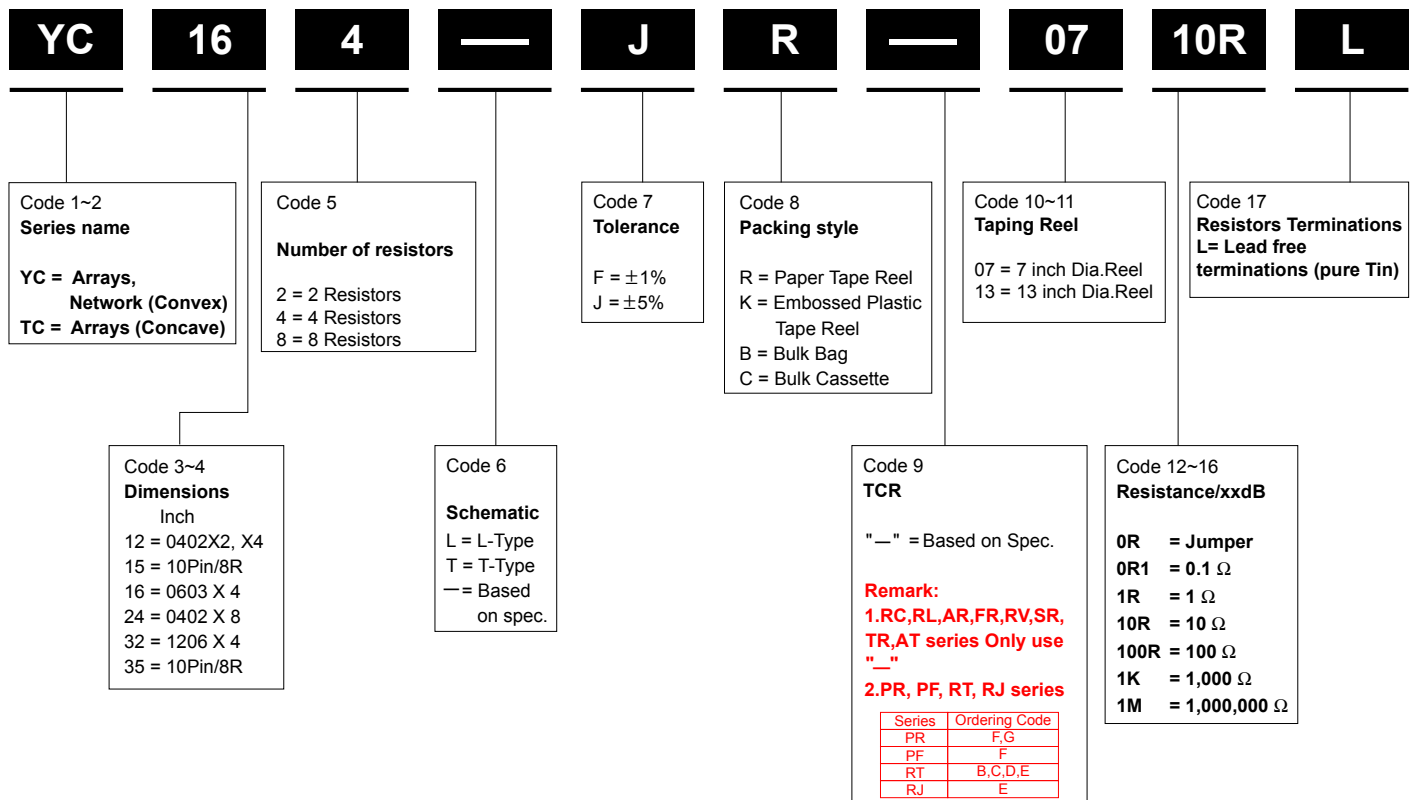 YC 16 4 — J R — 07 10R L
Code 1~2
Series name
YC = Arrays,
Network (Convex)
TC = Arrays (Concave)
Code 5
Number of resistors
2 = 2 Resistors
4 = 4 Resistors
8 = 8 Resistors
Code 7
Tolerance
F = ±1%
J = ±5%
Code 8
Packing style
R = Paper Tape Reel
K = Embossed Plastic
Tape Reel
B = Bulk Bag
C = Bulk Cassette
Code 10~11
Taping Reel
07 = 7 inch Dia.Reel
13 = 13 inch Dia.Reel
Code 17
Resistors Terminations
L= Lead free
terminations (pure Tin)
Code 3~4
Dimensions
Inch
12 = 0402X2, X4
15 = 10Pin/8R
16 = 0603 X 4
24 = 0402 X 8
32 = 1206 X 4
35 = 10Pin/8R
Code 6
Schematic
L = L-Type
T = T-Type
— = Based
on spec.
Code 9
TCR
"—" = Based on Spec.
Remark:
1.RC,RL,AR,FR,RV,SR,
TR,AT series Only use
"—"
2.PR, PF, RT, RJ series
Series Ordering Code
PR F,G
PF F
RT B,C,D,E
RJ E
Code 12~16
Resistance/xxdB
0R = Jumper
0R1 = 0.1 Ω
1R = 1 Ω
10R = 10 Ω
100R = 100 Ω
1K = 1,000 Ω
1M = 1,000,000 Ω